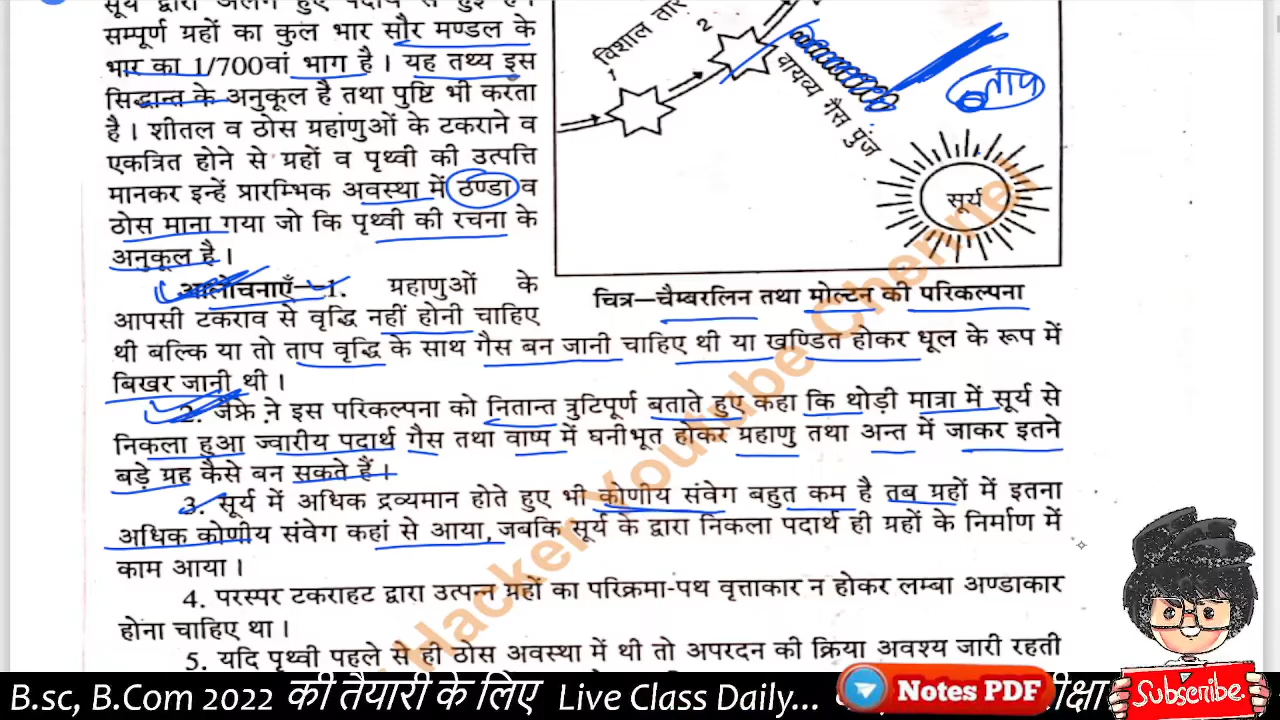 सूर्य द्वारा अलग हुए पदार्थ से हुई है।
सम्पूर्ण ग्रहों का कुल भार सौर मण्डल के
भार का 1/700वां भाग है। यह तथ्य इस
सिद्धान्त के अनुकूल है तथा पुष्टि भी करता
है। शीतल व ठोस ग्रहांणुओं के टकराने व
एकत्रित होने से ग्रहों व पृथ्वी की उत्पत्ति
मानकर इन्हें प्रारम्भिक अवस्था में ठण्डा व
ठोस माना गया जो कि पृथ्वी की रचना के
अनुकूल है।
विशाल तार
1
2
वायव्य गैस पुंज
ताप
सूर्य
चित्र—चैम्बरलिन तथा मोल्टन की परिकल्पना
आलोचनाएँ—1. ग्रहाणुओं के
आपसी टकराव से वृद्धि नहीं होनी चाहिए
थी बल्कि या तो ताप वृद्धि के साथ गैस बन जानी चाहिए थी या खण्डित होकर धूल के रूप में
बिखर जानी थी।
2. जैफ्रे ने इस परिकल्पना को नितान्त त्रुटिपूर्ण बताते हुए कहा कि थोड़ी मात्रा में सूर्य से
निकला हुआ ज्वारीय पदार्थ गैस तथा वाष्प में घनीभूत होकर ग्रहाणु तथा अन्त में जाकर इतने
बड़े ग्रह कैसे बन सकते हैं।
3. सूर्य में अधिक द्रव्यमान होते हुए भी कोणीय संवेग बहुत कम है तब ग्रहों में इतना
अधिक कोणीय संवेग कहां से आया, जबकि सूर्य के द्वारा निकला पदार्थ ही ग्रहों के निर्माण में
काम आया।
4. परस्पर टकराहट द्वारा उत्पन्न ग्रहों का परिक्रमा-पथ वृत्ताकार न होकर लम्बा अण्डाकार
होना चाहिए था।
5. यदि पृथ्वी पहले से ही ठोस अवस्था में थी तो अपरदन की क्रिया अवश्य जारी रहती
Hacker Youtube Channel
B.sc, B.Com 2022 की तैयारी के लिए Live Class Daily...
Notes PDF
Subscribe